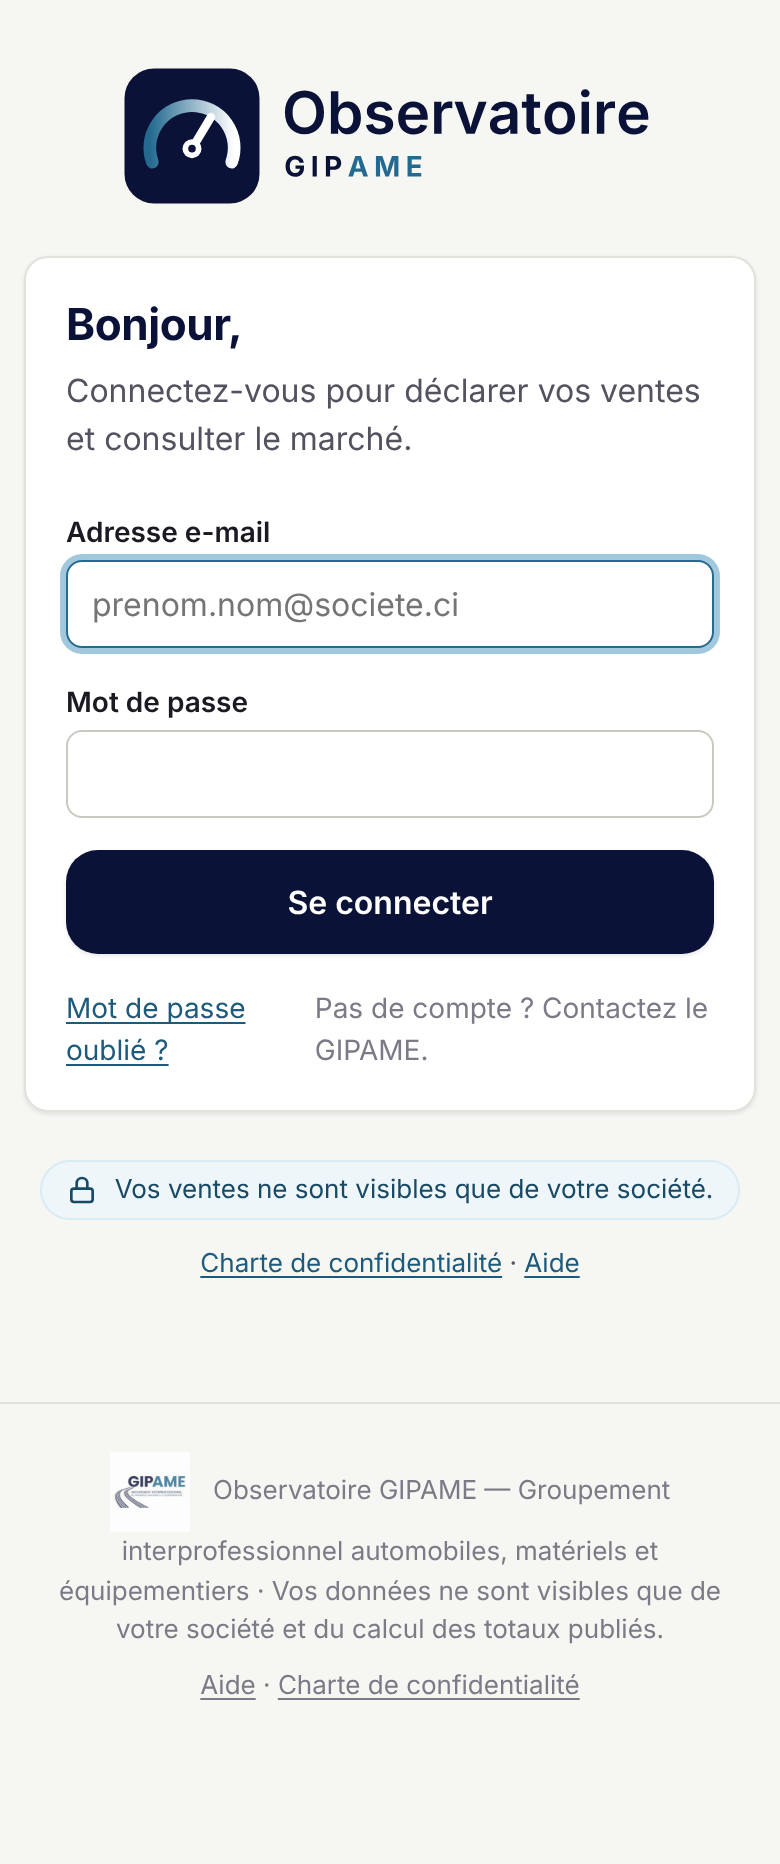 Observatoire
GIPAME
Bonjour,
Connectez-vous pour déclarer vos ventes
et consulter le marché.
Adresse e-mail
prenom.nom@societe.ci
Mot de passe
Se connecter
Mot de passe
oublié ?
Pas de compte ? Contactez le
GIPAME.
Vos ventes ne sont visibles que de votre société.
Charte de confidentialité · Aide
GIPAME
Observatoire GIPAME — Groupement
interprofessionnel automobiles, matériels et
équipementiers · Vos données ne sont visibles que de
votre société et du calcul des totaux publiés.
Aide · Charte de confidentialité